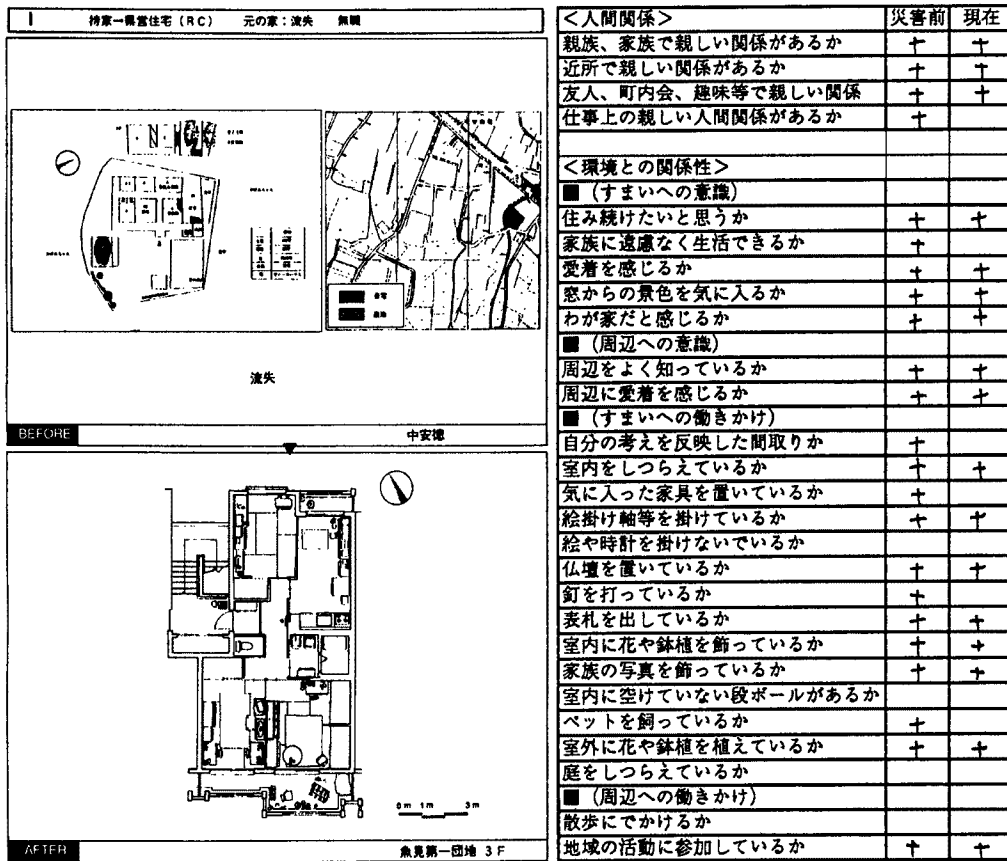 I 持家→県営住宅(RC) 元の家:流失 無職
流失
BEFORE 中安徳
0m 1m 3m
AFTER 魚見第一団地 3F
<人間関係> 災害前 現在
親族、家族で親しい関係があるか + +
近所で親しい関係があるか + +
友人、町内会、趣味等で親しい関係 + +
仕事上の親しい人間関係があるか +
<環境との関係性>
■(すまいへの意識)
住み続けたいと思うか + +
家族に遠慮なく生活できるか +
愛着を感じるか + +
窓からの景色を気に入るか + +
わが家だと感じるか + +
■(周辺への意識)
周辺をよく知っているか + +
周辺に愛着を感じるか + +
■(すまいへの働きかけ)
自分の考えを反映した間取りか +
室内をしつらえているか + +
気に入った家具を置いているか +
絵掛け軸等を掛けているか + +
絵や時計を掛けないでいるか
仏壇を置いているか + +
釘を打っているか +
表札を出しているか + +
室内に花や鉢植を飾っているか + +
家族の写真を飾っているか + +
室内に空けていない段ボールがあるか
ペットを飼っているか +
室外に花や鉢植を植えているか + +
庭をしつらえているか
■(周辺への働きかけ)
散歩にでかけるか
地域の活動に参加しているか + +